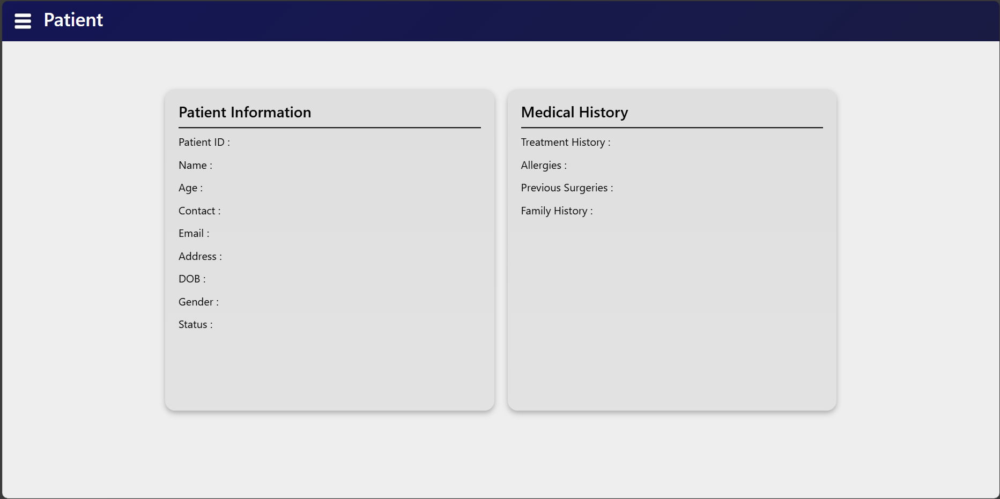 Patient
Patient Information
Patient ID :
Name :
Age :
Contact :
Email :
Address :
DOB :
Gender :
Status :
Medical History
Treatment History :
Allergies :
Previous Surgeries :
Family History :